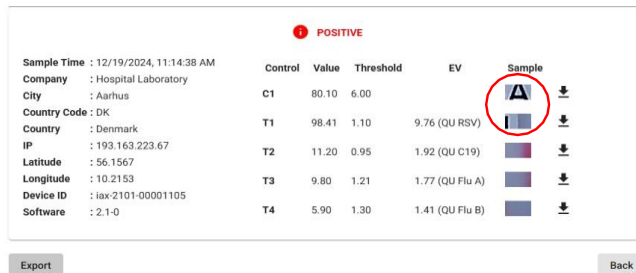 POSITIVE
Sample Time : 12/19/2024, 11:14:38 AM
Company : Hospital Laboratory
City : Aarhus
Country Code : DK
Country : Denmark
IP : 193.163.223.67
Latitude : 56.1567
Longitude : 10.2153
Device ID : iax-2101-00001105
Software : 2.1-0
Control Value Threshold EV Sample
C1 80.10 6.00
T1 98.41 1.10 9.76 (QU RSV)
T2 11.20 0.95 1.92 (QU C19)
T3 9.80 1.21 1.77 (QU Flu A)
T4 5.90 1.30 1.41 (QU Flu B)
Export Back